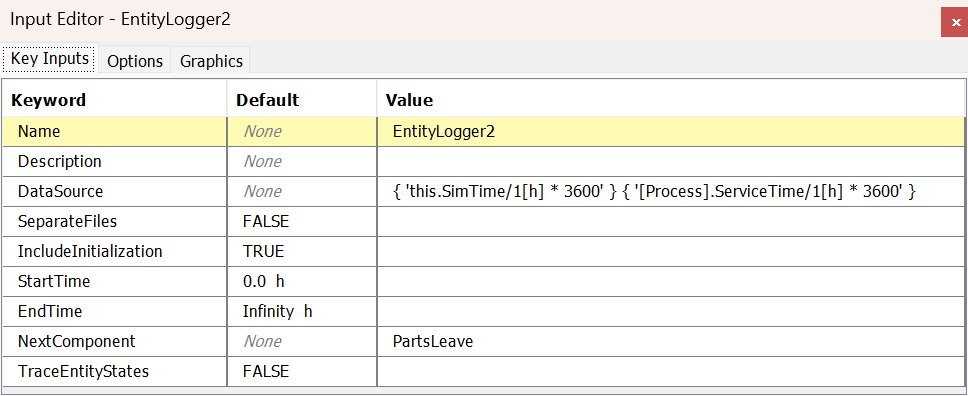 Input Editor - EntityLogger2
×
Key Inputs Options Graphics
Keyword Default Value
Name None EntityLogger2
Description None
DataSource None { 'this.SimTime/1[h] * 3600' } { '[Process].ServiceTime/1[h] * 3600' }
SeparateFiles FALSE
IncludeInitialization TRUE
StartTime 0.0 h
EndTime Infinity h
NextComponent None PartsLeave
TraceEntityStates FALSE